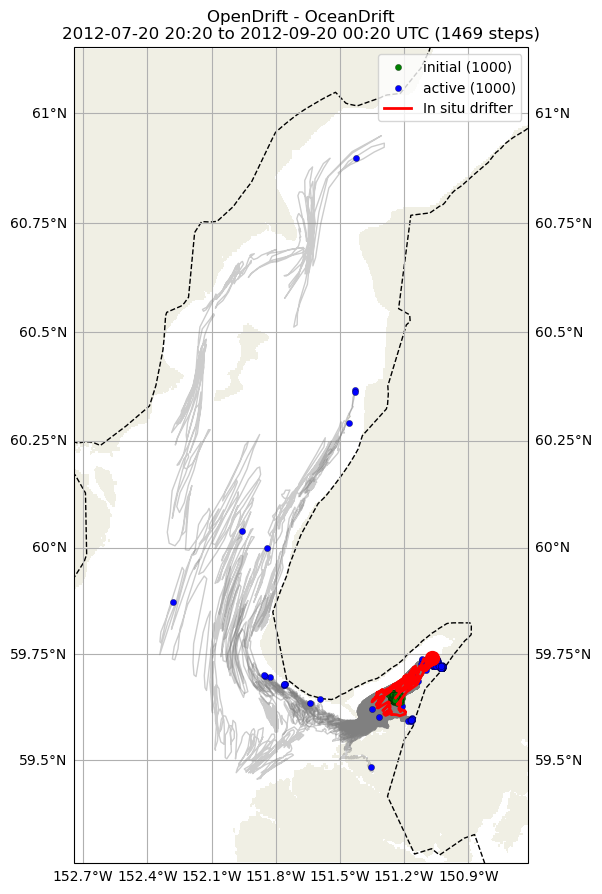 OpenDrift - OceanDrift
2012-07-20 20:20 to 2012-09-20 00:20 UTC (1469 steps)
initial (1000)
active (1000)
In situ drifter
61°N 61°N
60.75°N 60.75°N
60.5°N 60.5°N
60.25°N 60.25°N
60°N 60°N
59.75°N 59.75°N
59.5°N 59.5°N
152.7°W 152.4°W 152.1°W 151.8°W 151.5°W 151.2°W 150.9°W